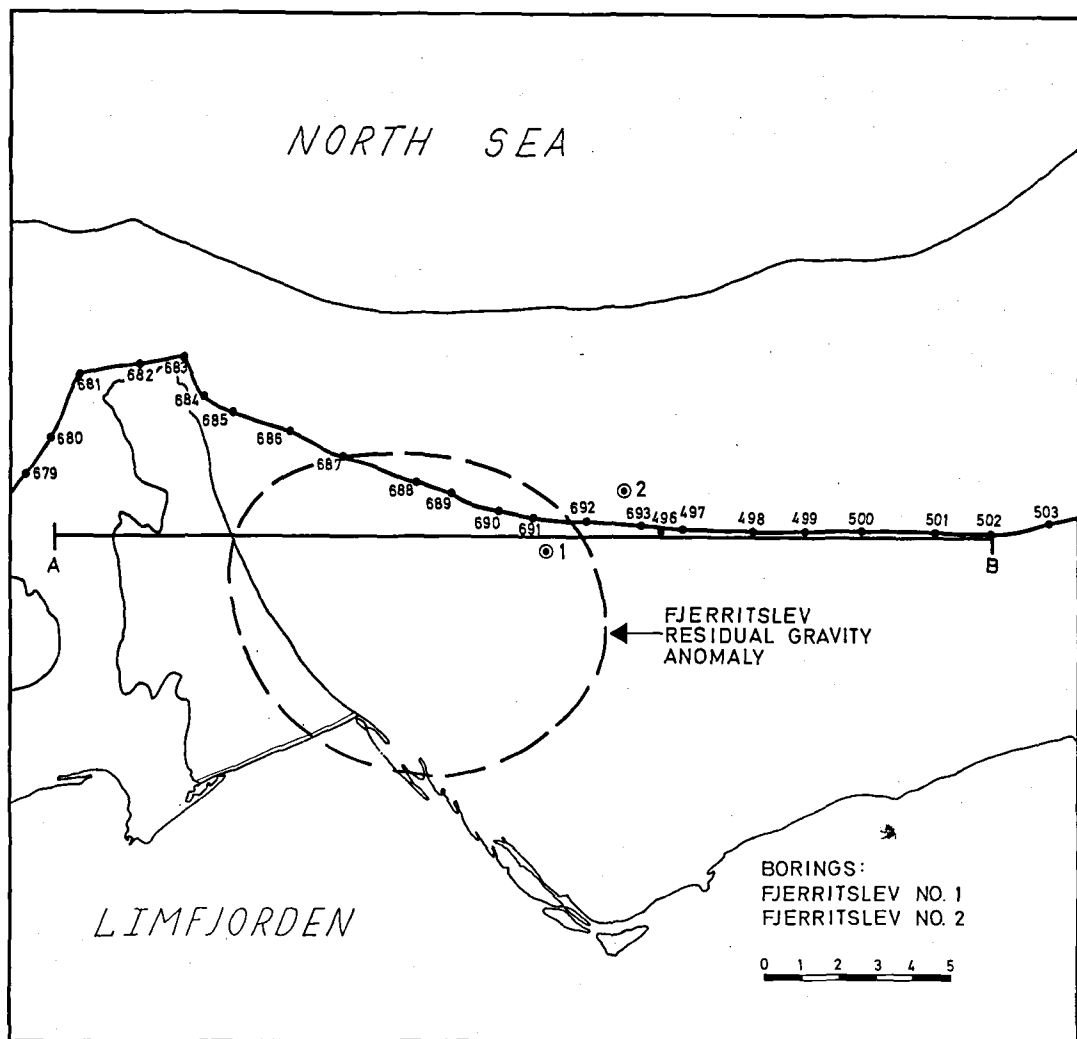 NORTH SEA
681
682
683
684
685
680
686
679
687
688
689
690
691
692
693
496
497
498
499
500
501
502
503
2
1
A
B
FJERRITSLEV
RESIDUAL GRAVITY
ANOMALY
BORINGS:
FJERRITSLEV NO. 1
FJERRITSLEV NO. 2
LIMFJORDEN
0 1 2 3 4 5